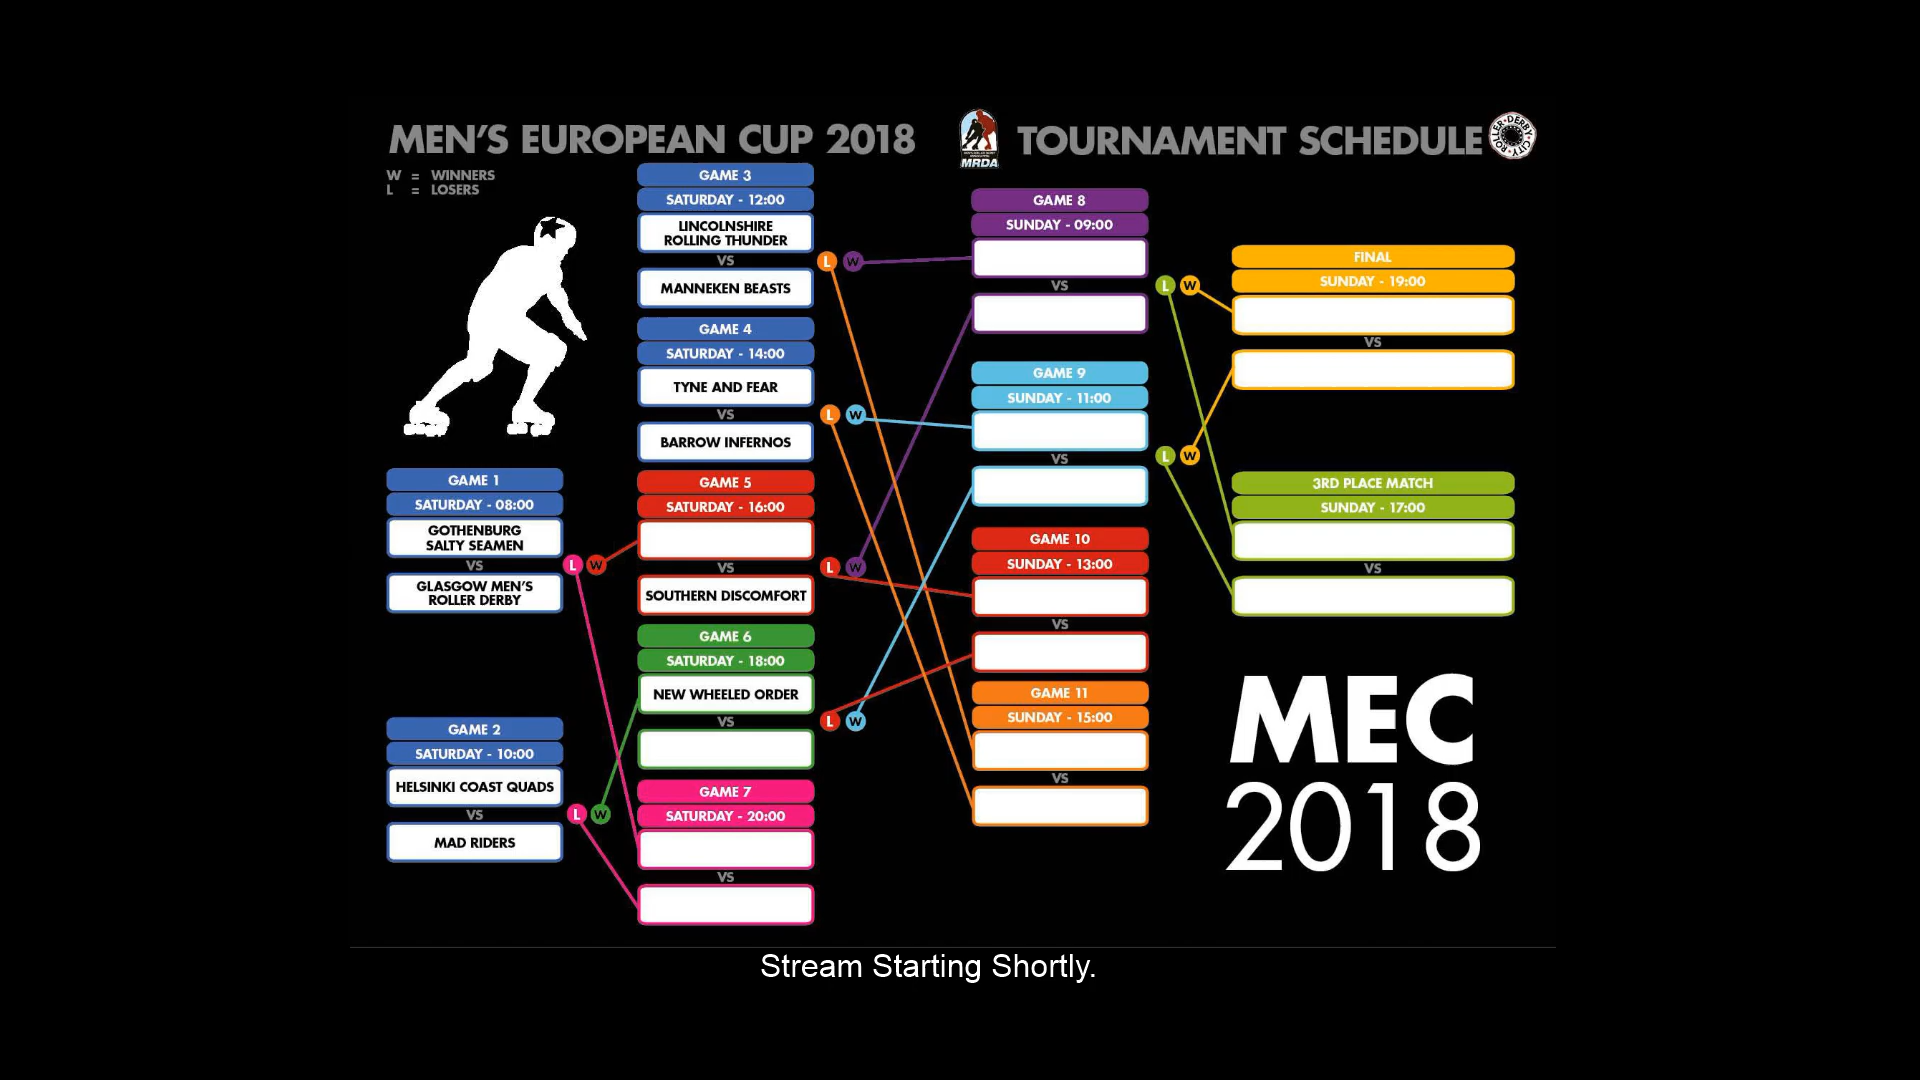 MEN'S EUROPEAN CUP 2018
MRDA
TOURNAMENT SCHEDULE
ROLLER·DERBY·CITY
W = WINNERS
L = LOSERS
GAME 1
SATURDAY - 08:00
GOTHENBURG
SALTY SEAMEN
VS
GLASGOW MEN'S
ROLLER DERBY
L W
GAME 2
SATURDAY - 10:00
HELSINKI COAST QUADS
VS
MAD RIDERS
L W
GAME 3
SATURDAY - 12:00
LINCOLNSHIRE
ROLLING THUNDER
VS
MANNEKEN BEASTS
L W
GAME 4
SATURDAY - 14:00
TYNE AND FEAR
VS
BARROW INFERNOS
L W
GAME 5
SATURDAY - 16:00
VS
SOUTHERN DISCOMFORT
L W
GAME 6
SATURDAY - 18:00
NEW WHEELED ORDER
VS
L W
GAME 7
SATURDAY - 20:00
VS
GAME 8
SUNDAY - 09:00
VS
L W
GAME 9
SUNDAY - 11:00
VS
L W
GAME 10
SUNDAY - 13:00
VS
GAME 11
SUNDAY - 15:00
VS
FINAL
SUNDAY - 19:00
VS
3RD PLACE MATCH
SUNDAY - 17:00
VS
MEC
2018
Stream Starting Shortly.